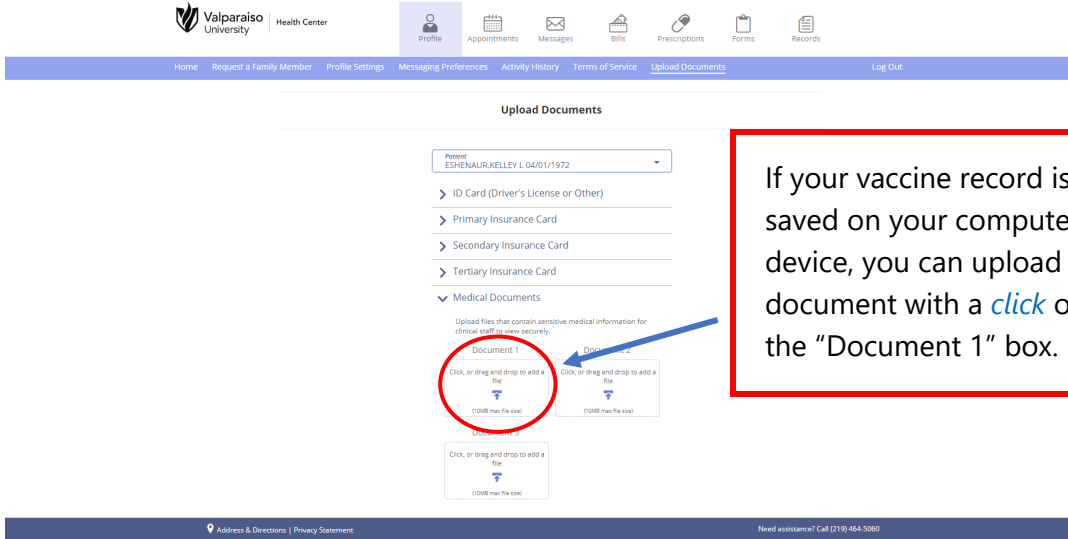 Valparaiso
University
Health Center
Profile
Appointments
Messages
Bills
Prescriptions
Forms
Records
Home Request a Family Member Profile Settings Messaging Preferences Activity History Terms of Service Upload Documents Log Out
Upload Documents
Patient
ESHENAUR,KELLEY L 04/01/1972
ID Card (Driver's License or Other)
Primary Insurance Card
Secondary Insurance Card
Tertiary Insurance Card
Medical Documents
Upload files that contain sensitive medical information for
clinical staff to view securely.
Document 1
Click, or drag and drop to add a
file
(10MB max file size)
Document 2
Click, or drag and drop to add a
file
(10MB max file size)
Document 3
Click, or drag and drop to add a
file
(10MB max file size)
If your vaccine record is
saved on your compute
device, you can upload
document with a click o
the “Document 1” box.
Address & Directions | Privacy Statement
Need assistance? Call (219) 464-5060